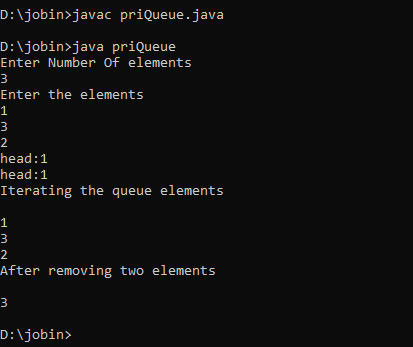 D:\jobin>javac priQueue.java
D:\jobin>java priQueue
Enter Number Of elements
3
Enter the elements
1
3
2
head:1
head:1
Iterating the queue elements
1
3
2
After removing two elements
3
D:\jobin>